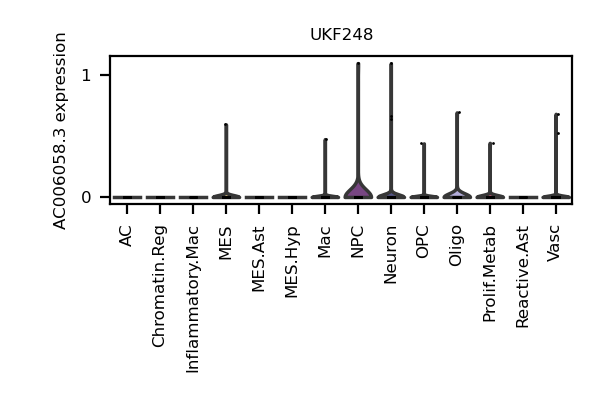 UKF248
AC006058.3 expression
1
0
AC
Chromatin.Reg
Inflammatory.Mac
MES
MES.Ast
MES.Hyp
Mac
NPC
Neuron
OPC
Oligo
Prolif.Metab
Reactive.Ast
Vasc